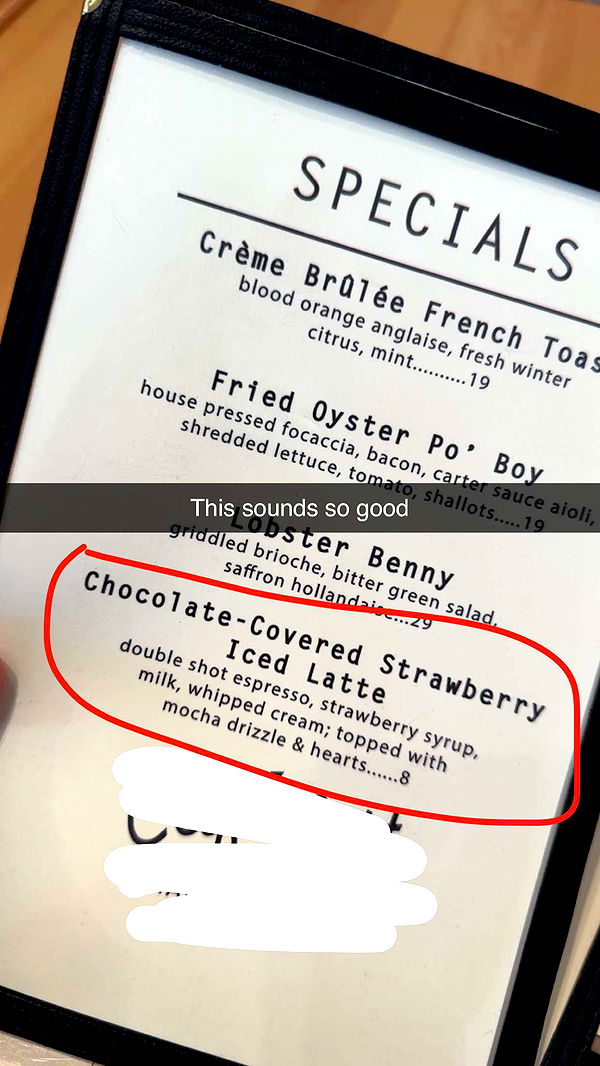 SPECIALS
Crème Brûlée French Toas
blood orange anglaise, fresh winter
citrus, mint..........19
Fried Oyster Po' Boy
house pressed focaccia, bacon, carter sauce aioli,
shredded lettuce, tomato, shallots.....19
This sounds so good
Lobster Benny
griddled brioche, bitter green salad,
saffron hollandaise....29
Chocolate-Covered Strawberry
Iced Latte
double shot espresso, strawberry syrup,
milk, whipped cream; topped with
mocha drizzle & hearts......8